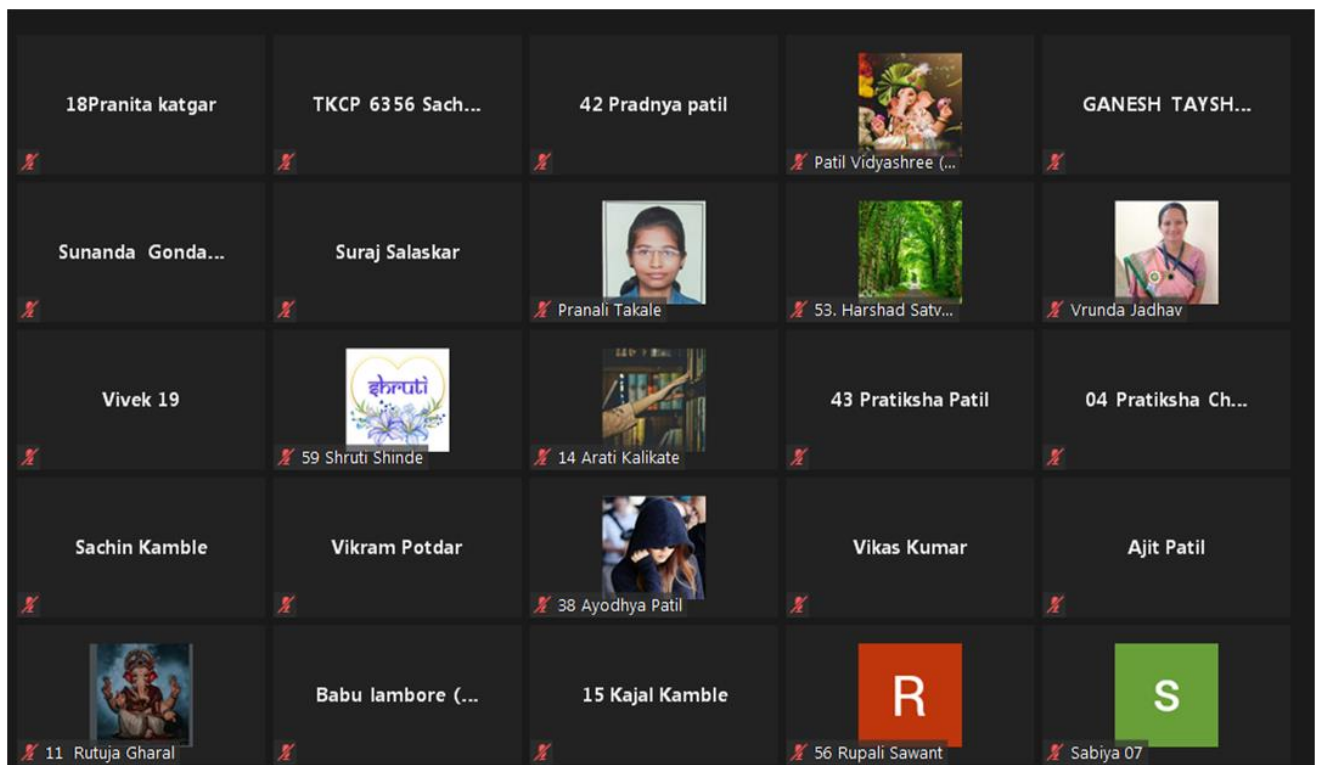 18Pranita katgar
TKCP 6356 Sach...
42 Pradnya patil
Patil Vidyashree (...
GANESH TAYSH...
Sunanda Gonda...
Suraj Salaskar
Pranali Takale
53. Harshad Satv...
Vrunda Jadhav
Vivek 19
shruti
59 Shruti Shinde
14 Arati Kalikate
43 Pratiksha Patil
04 Pratiksha Ch...
Sachin Kamble
Vikram Potdar
38 Ayodhya Patil
Vikas Kumar
Ajit Patil
11 Rutuja Gharal
Babu lambore (...
15 Kajal Kamble
R
56 Rupali Sawant
S
Sabiya 07